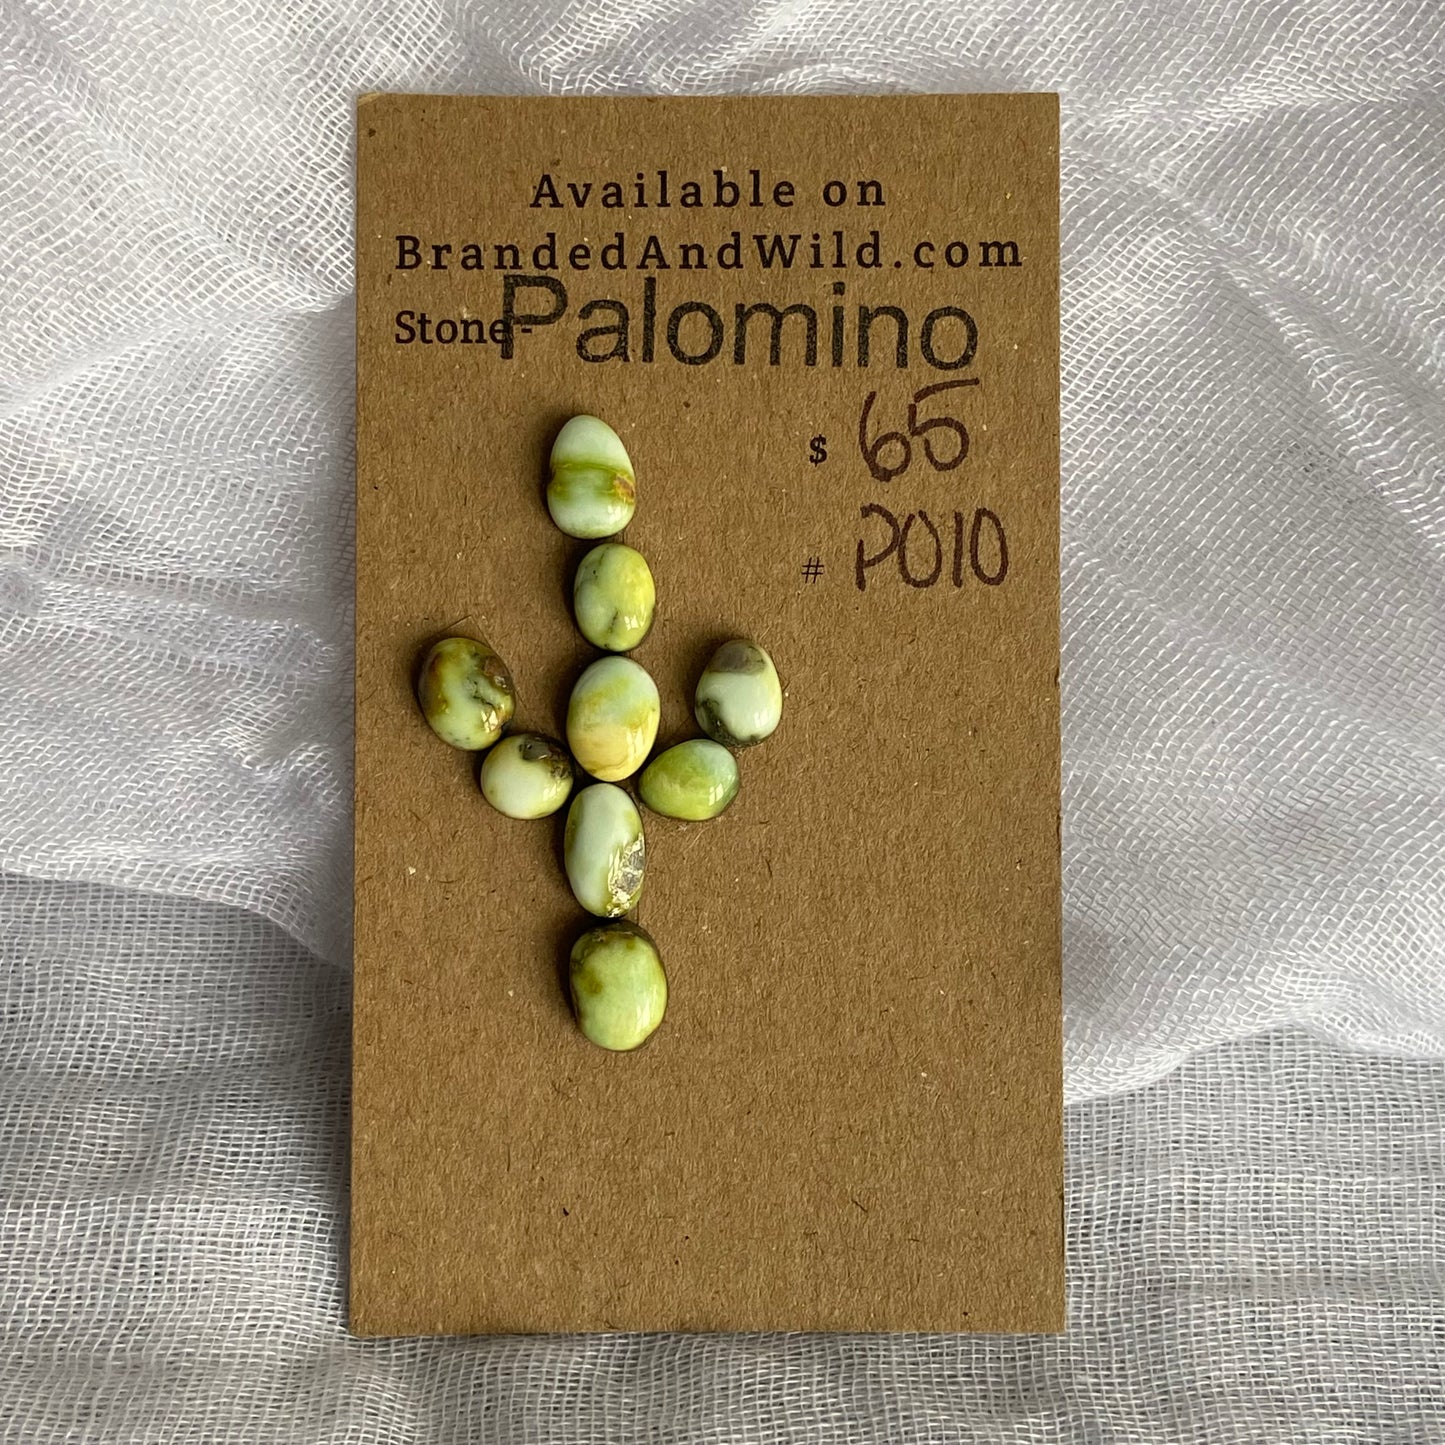 Available on
BrandedAndWild.com
Stone- Palomino
$ 65
# P010